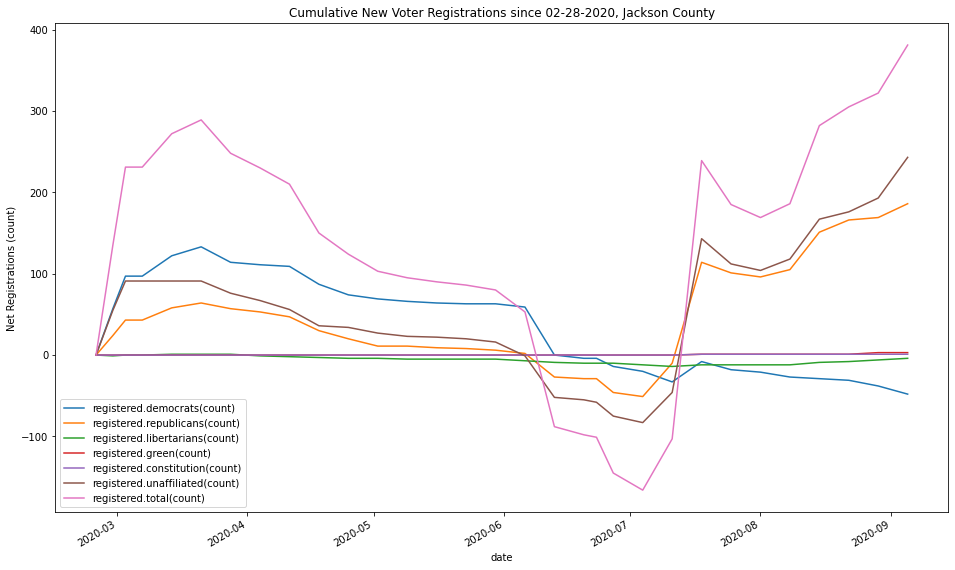 Cumulative New Voter Registrations since 02-28-2020, Jackson County
Net Registrations (count)
400
300
200
100
0
−100
registered.democrats(count)
registered.republicans(count)
registered.libertarians(count)
registered.green(count)
registered.constitution(count)
registered.unaffiliated(count)
registered.total(count)
2020-03
2020-04
2020-05
2020-06
2020-07
2020-08
2020-09
date